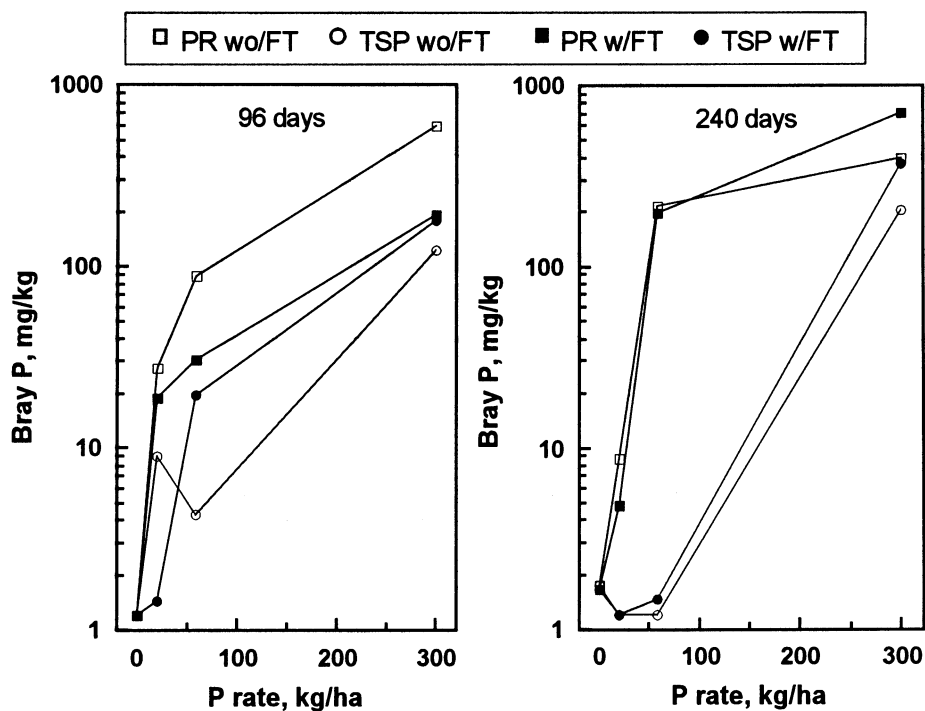 PR wo/FT TSP wo/FT PR w/FT TSP w/FT
96 days
1000
100
10
1
Bray P, mg/kg
0 100 200 300
P rate, kg/ha
240 days
1000
100
10
1
Bray P, mg/kg
0 100 200 300
P rate, kg/ha